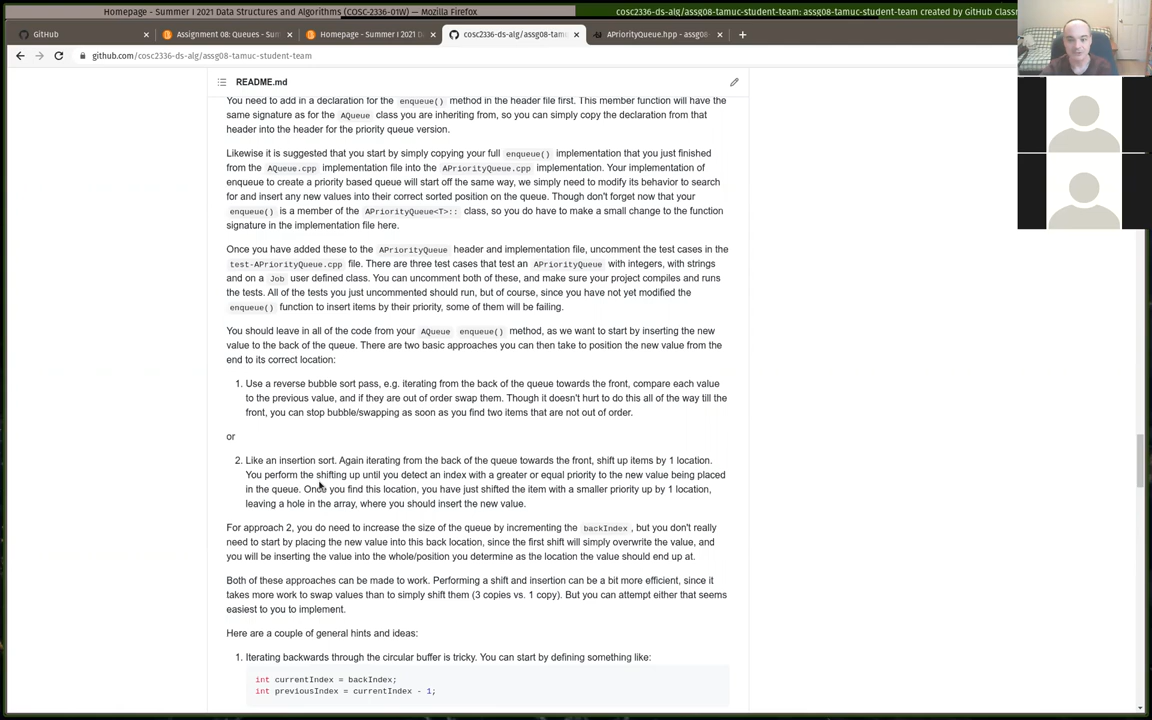 Homepage - Summer I 2021 Data Structures and Algorithms (COSC-2336-01W) — Mozilla Firefox
cosc2336-ds-alg/assg08-tamuc-student-team: assg08-tamuc-student-team created by GitHub Classr
GitHub
Assignment 08: Queues - Sum
Homepage - Summer I 2021 D
cosc2336-ds-alg/assg08-tamu
APriorityQueue.hpp - assg08-
github.com/cosc2336-ds-alg/assg08-tamuc-student-team
README.md
You need to add in a declaration for the enqueue() method in the header file first. This member function will have the
same signature as for the AQueue class you are inheriting from, so you can simply copy the declaration from that
header into the header for the priority queue version.
Likewise it is suggested that you start by simply copying your full enqueue() implementation that you just finished
from the AQueue.cpp implementation file into the APriorityQueue.cpp implementation. Your implementation of
enqueue to create a priority based queue will start off the same way, we simply need to modify its behavior to search
for and insert any new values into their correct sorted position on the queue. Though don't forget now that your
enqueue() is a member of the APriorityQueue<T>:: class, so you do have to make a small change to the function
signature in the implementation file here.
Once you have added these to the APriorityQueue header and implementation file, uncomment the test cases in the
test-APriorityQueue.cpp file. There are three test cases that test an APriorityQueue with integers, with strings
and on a Job user defined class. You can uncomment both of these, and make sure your project compiles and runs
the tests. All of the tests you just uncommented should run, but of course, since you have not yet modified the
enqueue() function to insert items by their priority, some of them will be failing.
You should leave in all of the code from your AQueue enqueue() method, as we want to start by inserting the new
value to the back of the queue. There are two basic approaches you can then take to position the new value from the
end to its correct location:
1. Use a reverse bubble sort pass, e.g. iterating from the back of the queue towards the front, compare each value
to the previous value, and if they are out of order swap them. Though it doesn't hurt to do this all of the way till the
front, you can stop bubble/swapping as soon as you find two items that are not out of order.
or
2. Like an insertion sort. Again iterating from the back of the queue towards the front, shift up items by 1 location.
You perform the shifting up until you detect an index with a greater or equal priority to the new value being placed
in the queue. Once you find this location, you have just shifted the item with a smaller priority up by 1 location,
leaving a hole in the array, where you should insert the new value.
For approach 2, you do need to increase the size of the queue by incrementing the backIndex, but you don't really
need to start by placing the new value into this back location, since the first shift will simply overwrite the value, and
you will be inserting the value into the whole/position you determine as the location the value should end up at.
Both of these approaches can be made to work. Performing a shift and insertion can be a bit more efficient, since it
takes more work to swap values than to simply shift them (3 copies vs. 1 copy). But you can attempt either that seems
easiest to you to implement.
Here are a couple of general hints and ideas:
1. Iterating backwards through the circular buffer is tricky. You can start by defining something like:
int currentIndex = backIndex;
int previousIndex = currentIndex - 1;